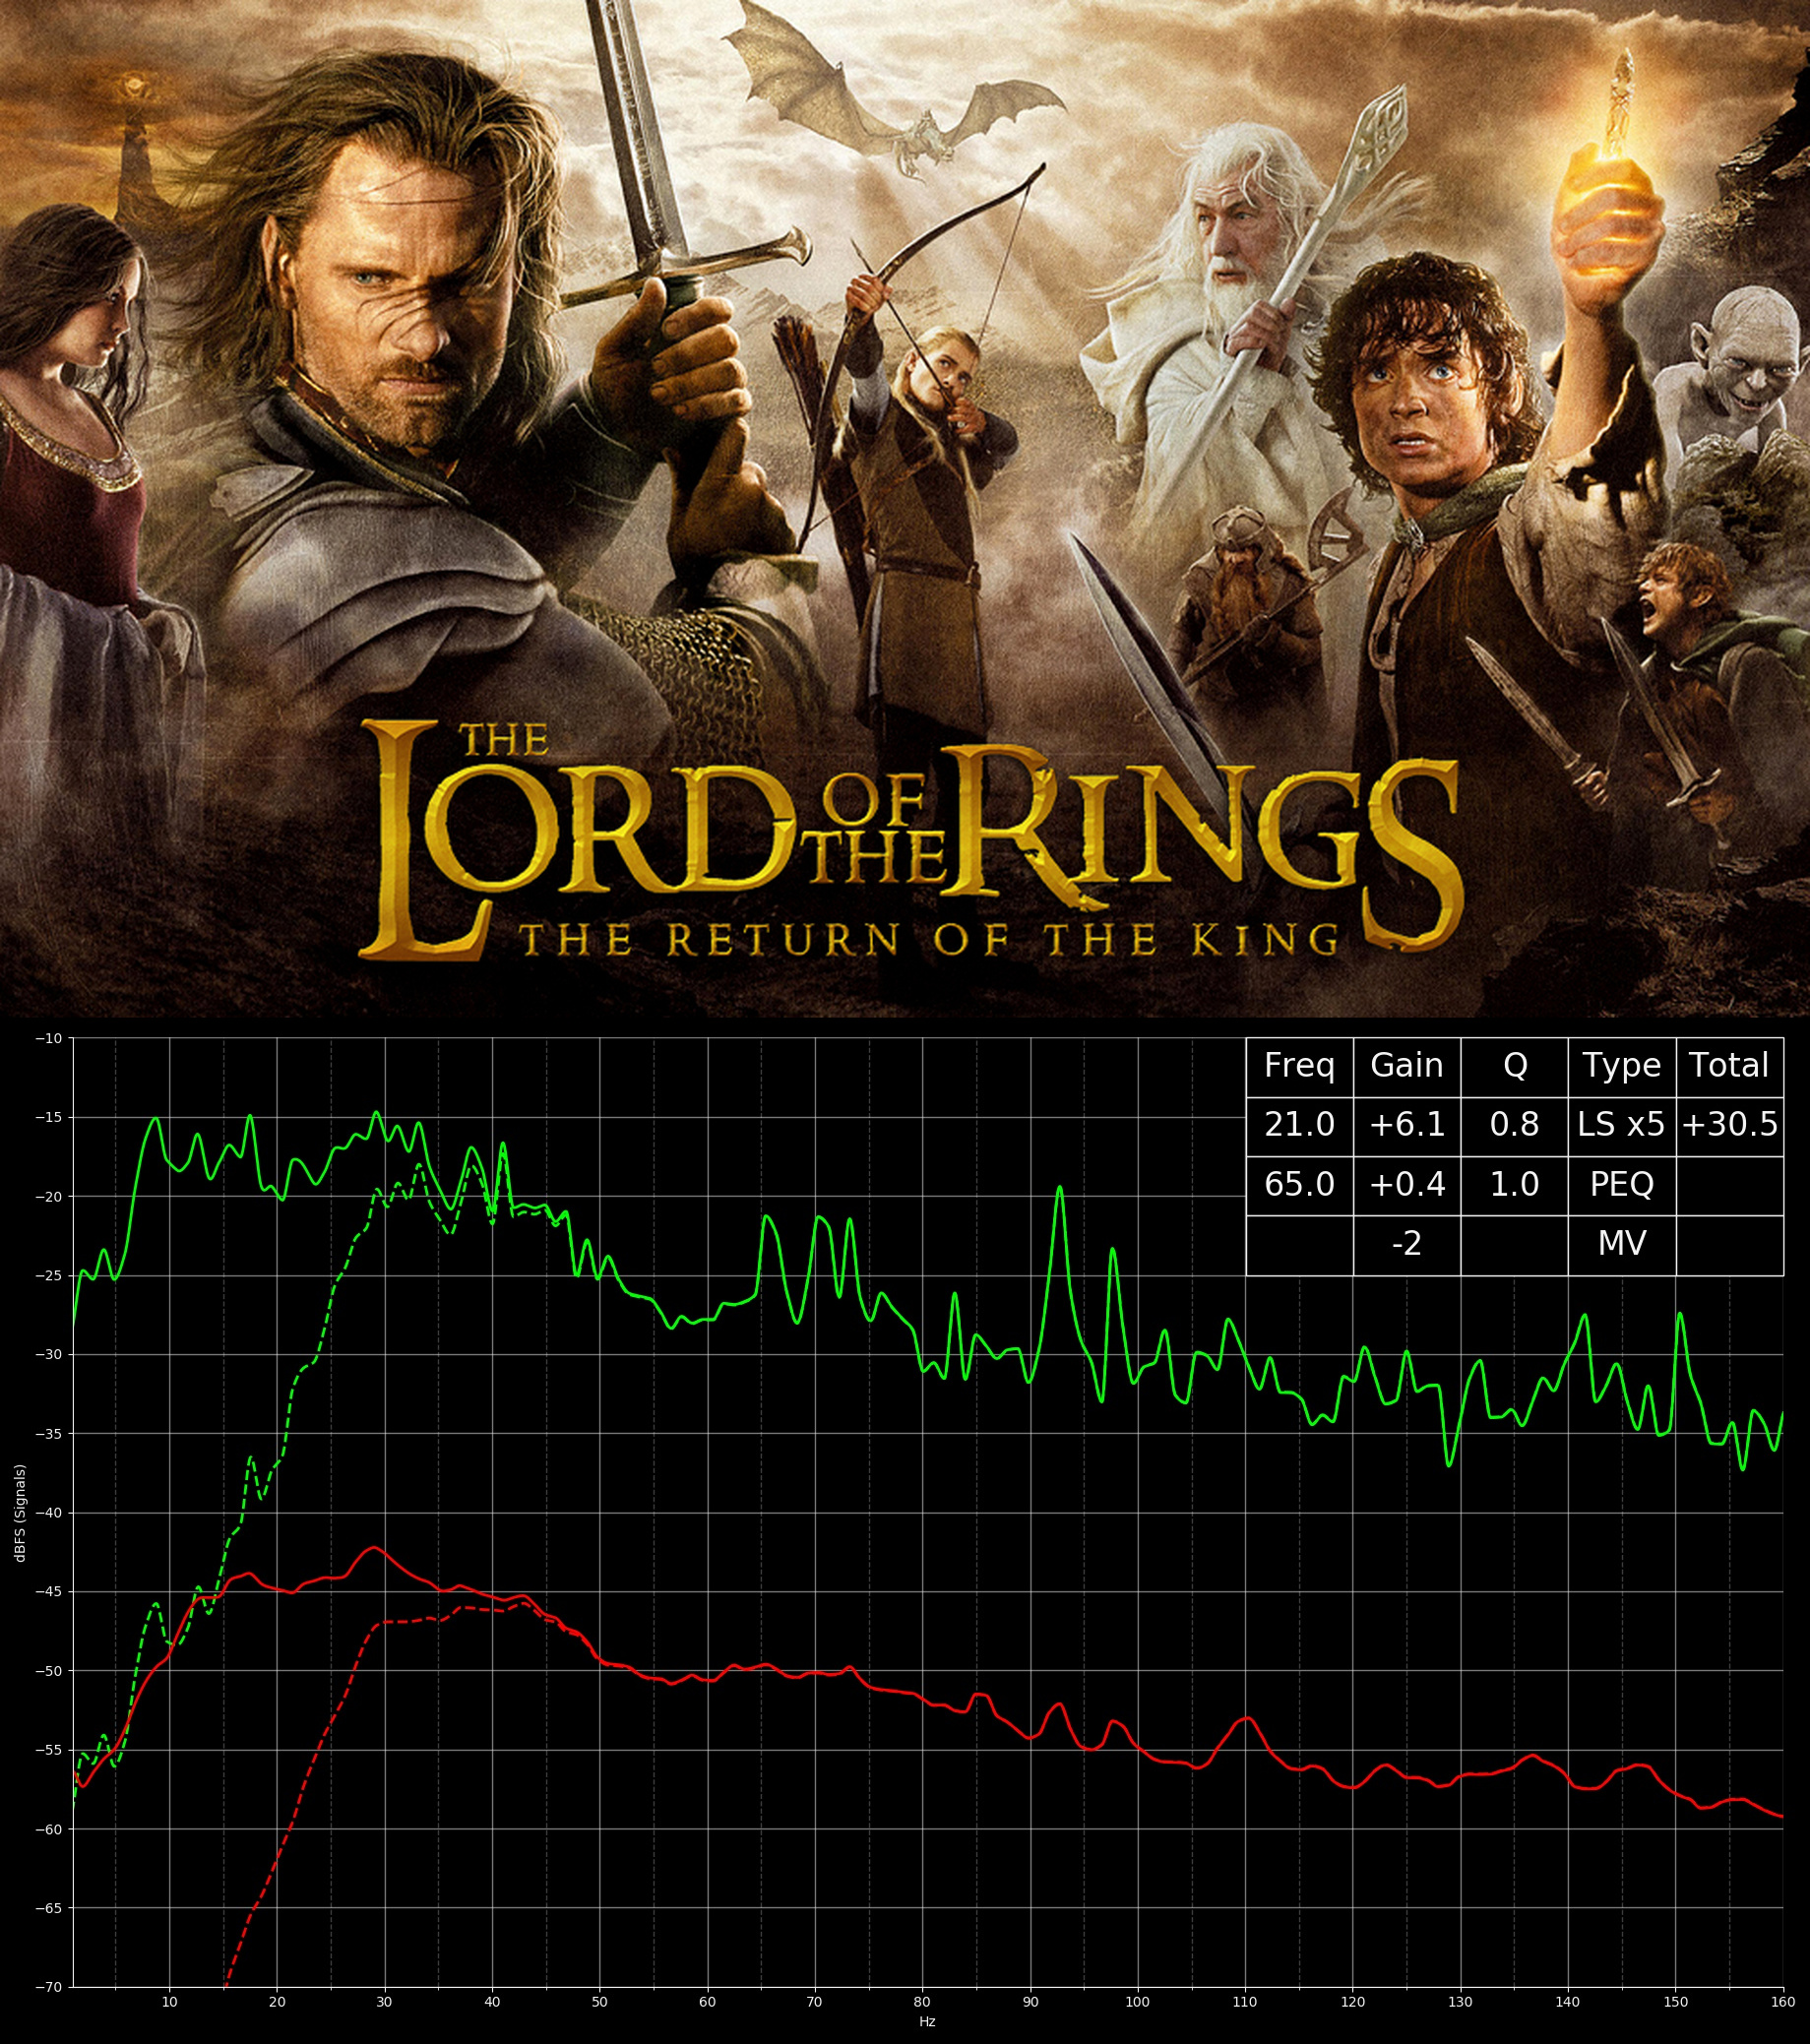 THE
LORD OF THE RINGS
THE RETURN OF THE KING
Freq Gain Q Type Total
21.0 +6.1 0.8 LS x5 +30.5
65.0 +0.4 1.0 PEQ
-2 MV
−10
−15
−20
−25
−30
−35
−40
−45
−50
−55
−60
−65
−70
dBFS (Signals)
10 20 30 40 50 60 70 80 90 100 110 120 130 140 150 160
Hz